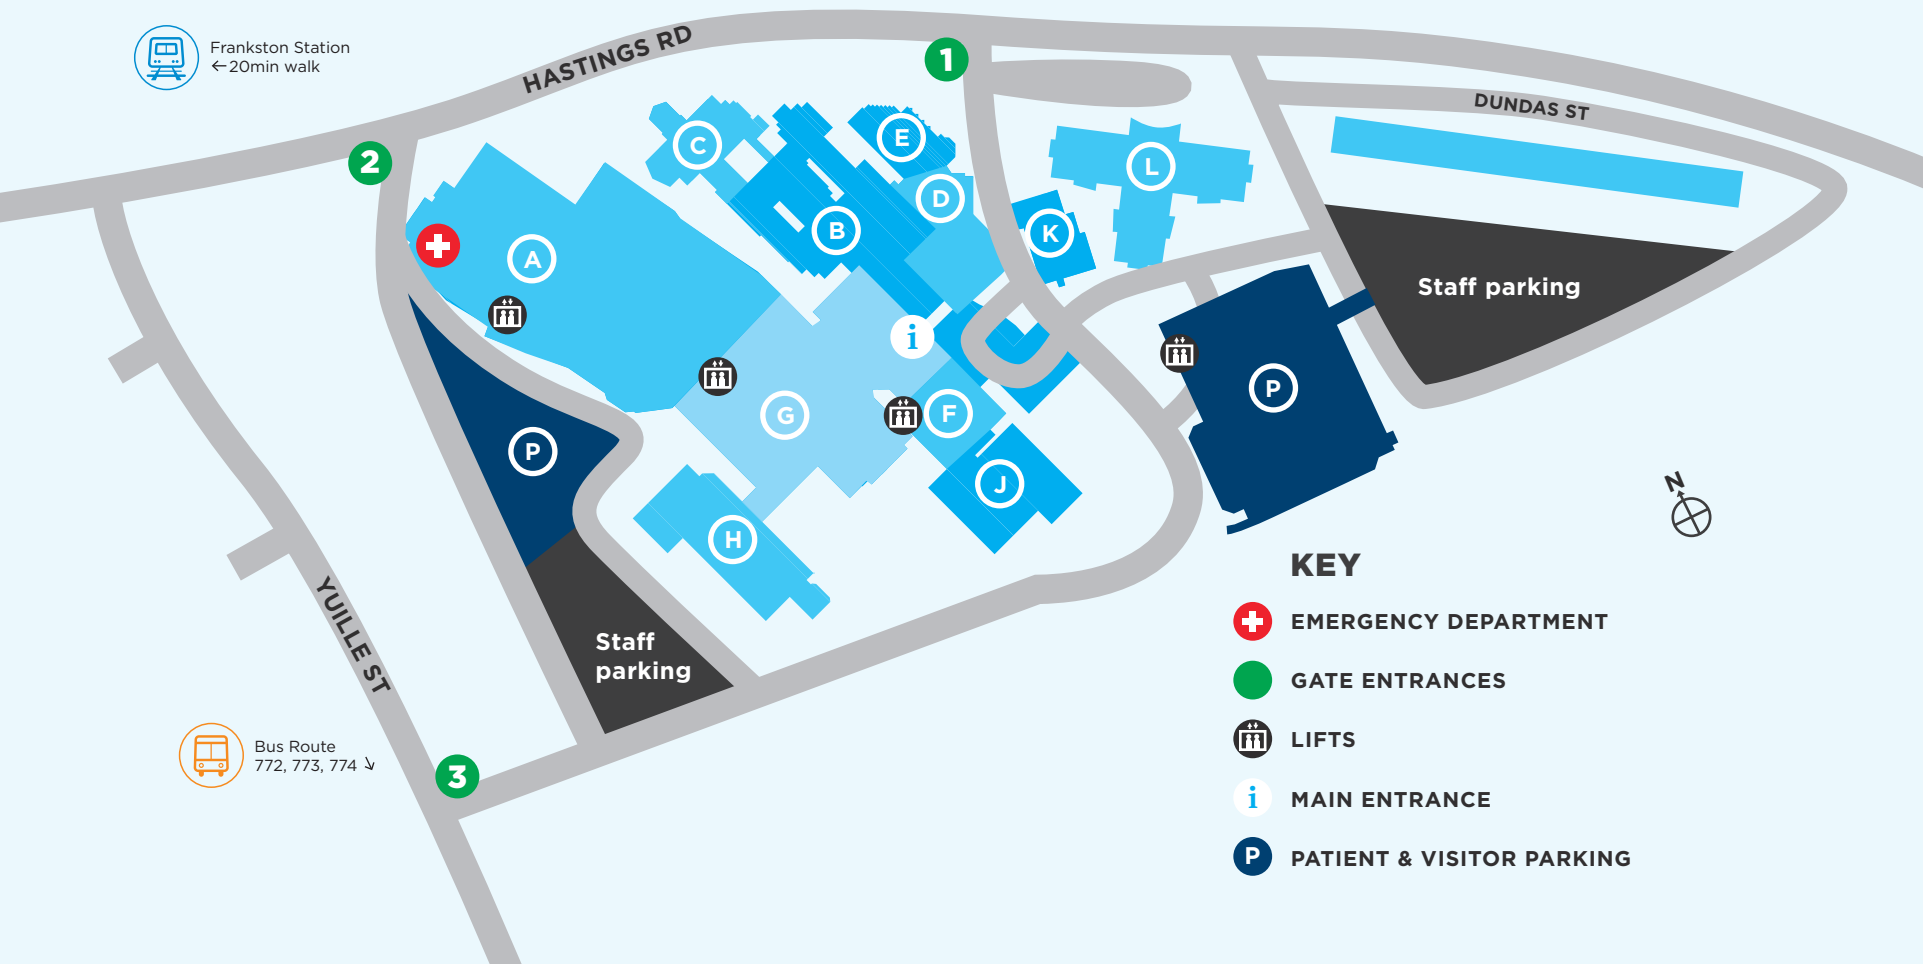 Frankston Station
←20min walk
HASTINGS RD
1
DUNDAS ST
2
C
E
L
D
B
K
A
i
Staff parking
P
G
F
P
J
H
N
YUILLE ST
Staff
parking
Bus Route
772, 773, 774 ↘
3
KEY
EMERGENCY DEPARTMENT
GATE ENTRANCES
LIFTS
i MAIN ENTRANCE
P PATIENT & VISITOR PARKING